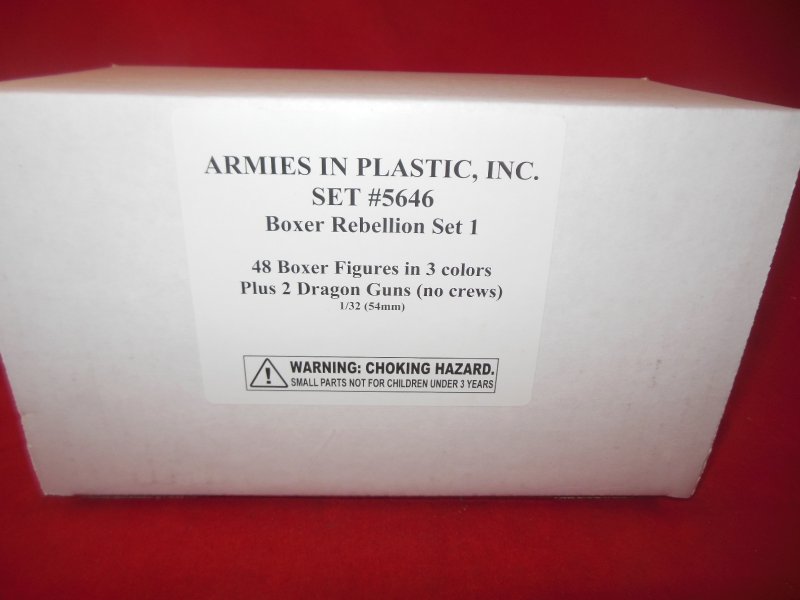 ARMIES IN PLASTIC, INC.
SET #5646
Boxer Rebellion Set 1
48 Boxer Figures in 3 colors
Plus 2 Dragon Guns (no crews)
1/32 (54mm)
WARNING: CHOKING HAZARD.
SMALL PARTS NOT FOR CHILDREN UNDER 3 YEARS